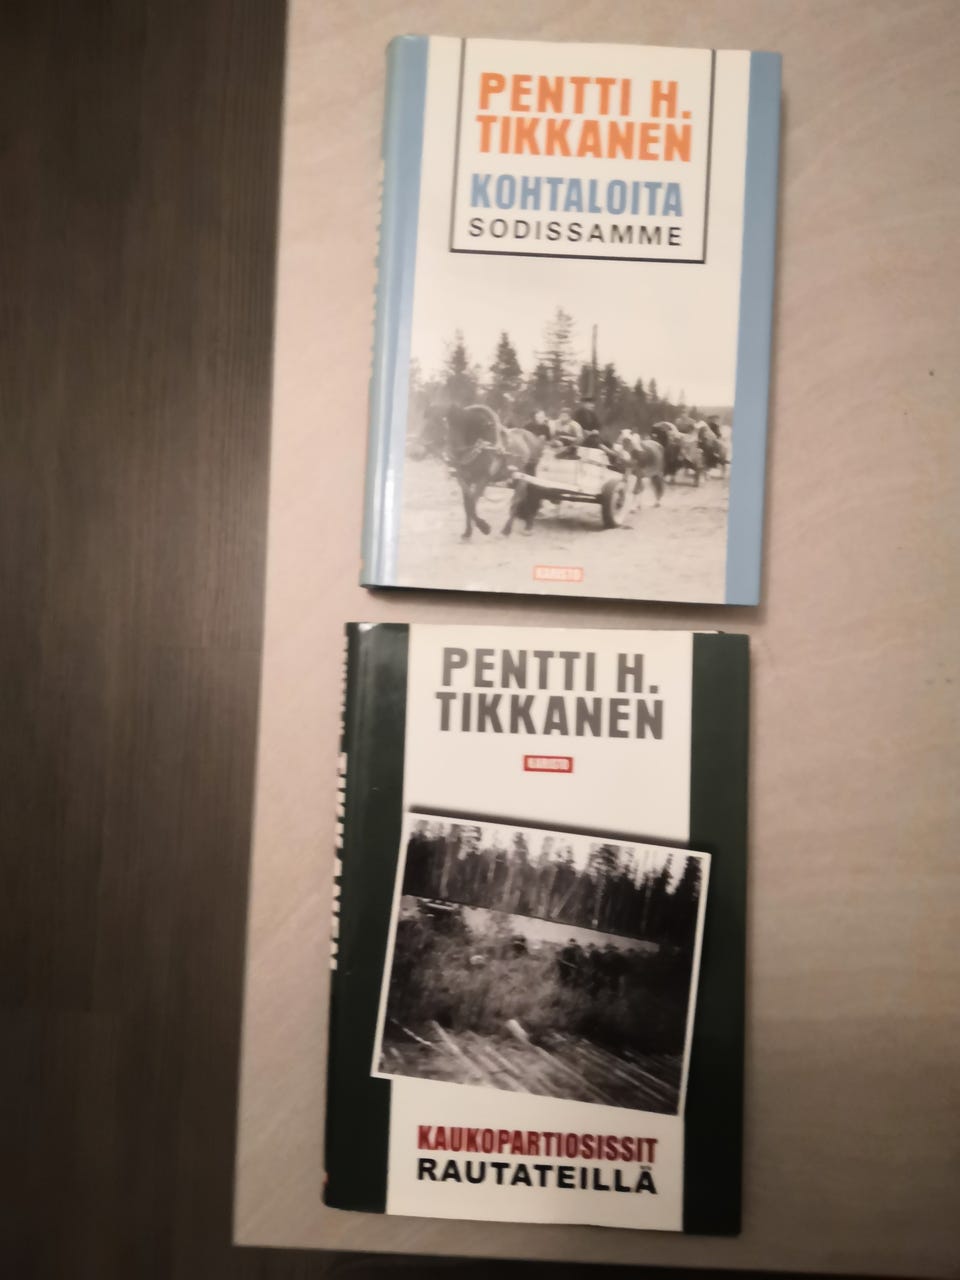 PENTTI H.
TIKKANEN
KOHTALOITA
SODISSAMME
KARISTO
PENTTI H.
TIKKANEN
KARISTO
KAUKOPARTIOSISSIT
RAUTATEILLÄ